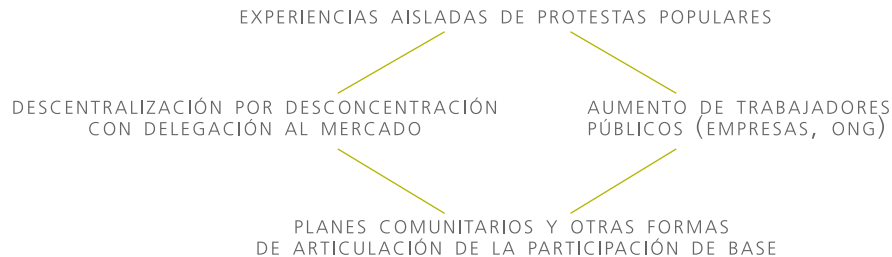 EXPERIENCIAS AISLADAS DE PROTESTAS POPULARES
DESCENTRALIZACIÓN POR DESCONCENTRACIÓN
CON DELEGACIÓN AL MERCADO
AUMENTO DE TRABAJADORES
PÚBLICOS (EMPRESAS, ONG)
PLANES COMUNITARIOS Y OTRAS FORMAS
DE ARTICULACIÓN DE LA PARTICIPACIÓN DE BASE